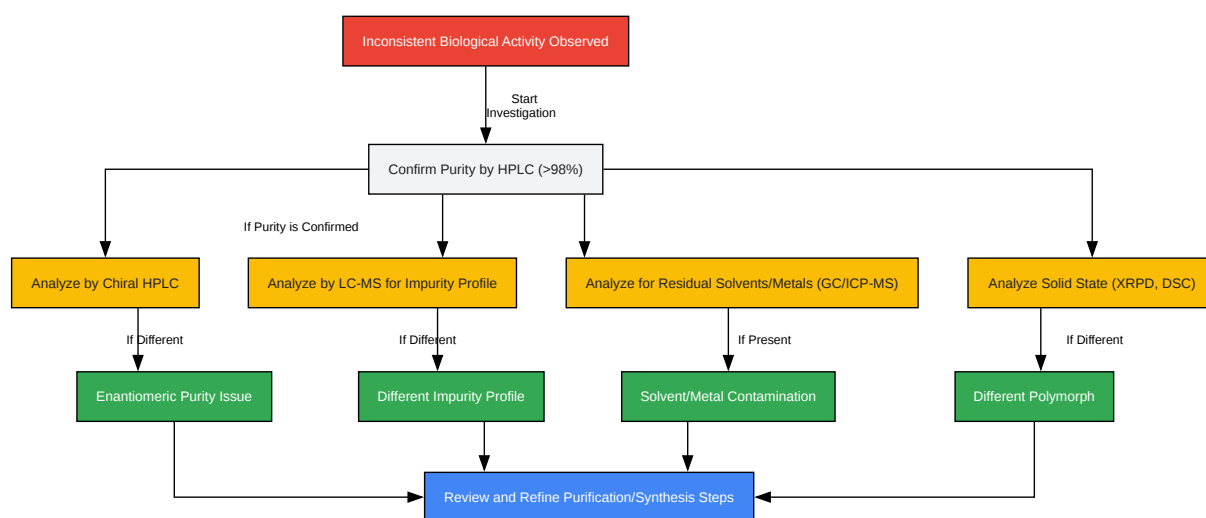 Inconsistent Biological Activity Observed
Start
Investigation
Confirm Purity by HPLC (>98%)
If Purity is Confirmed
Analyze by Chiral HPLC
Analyze by LC-MS for Impurity Profile
Analyze for Residual Solvents/Metals (GC/ICP-MS)
Analyze Solid State (XRPD, DSC)
If Different
If Different
If Present
If Different
Enantiomeric Purity Issue
Different Impurity Profile
Solvent/Metal Contamination
Different Polymorph
Review and Refine Purification/Synthesis Steps